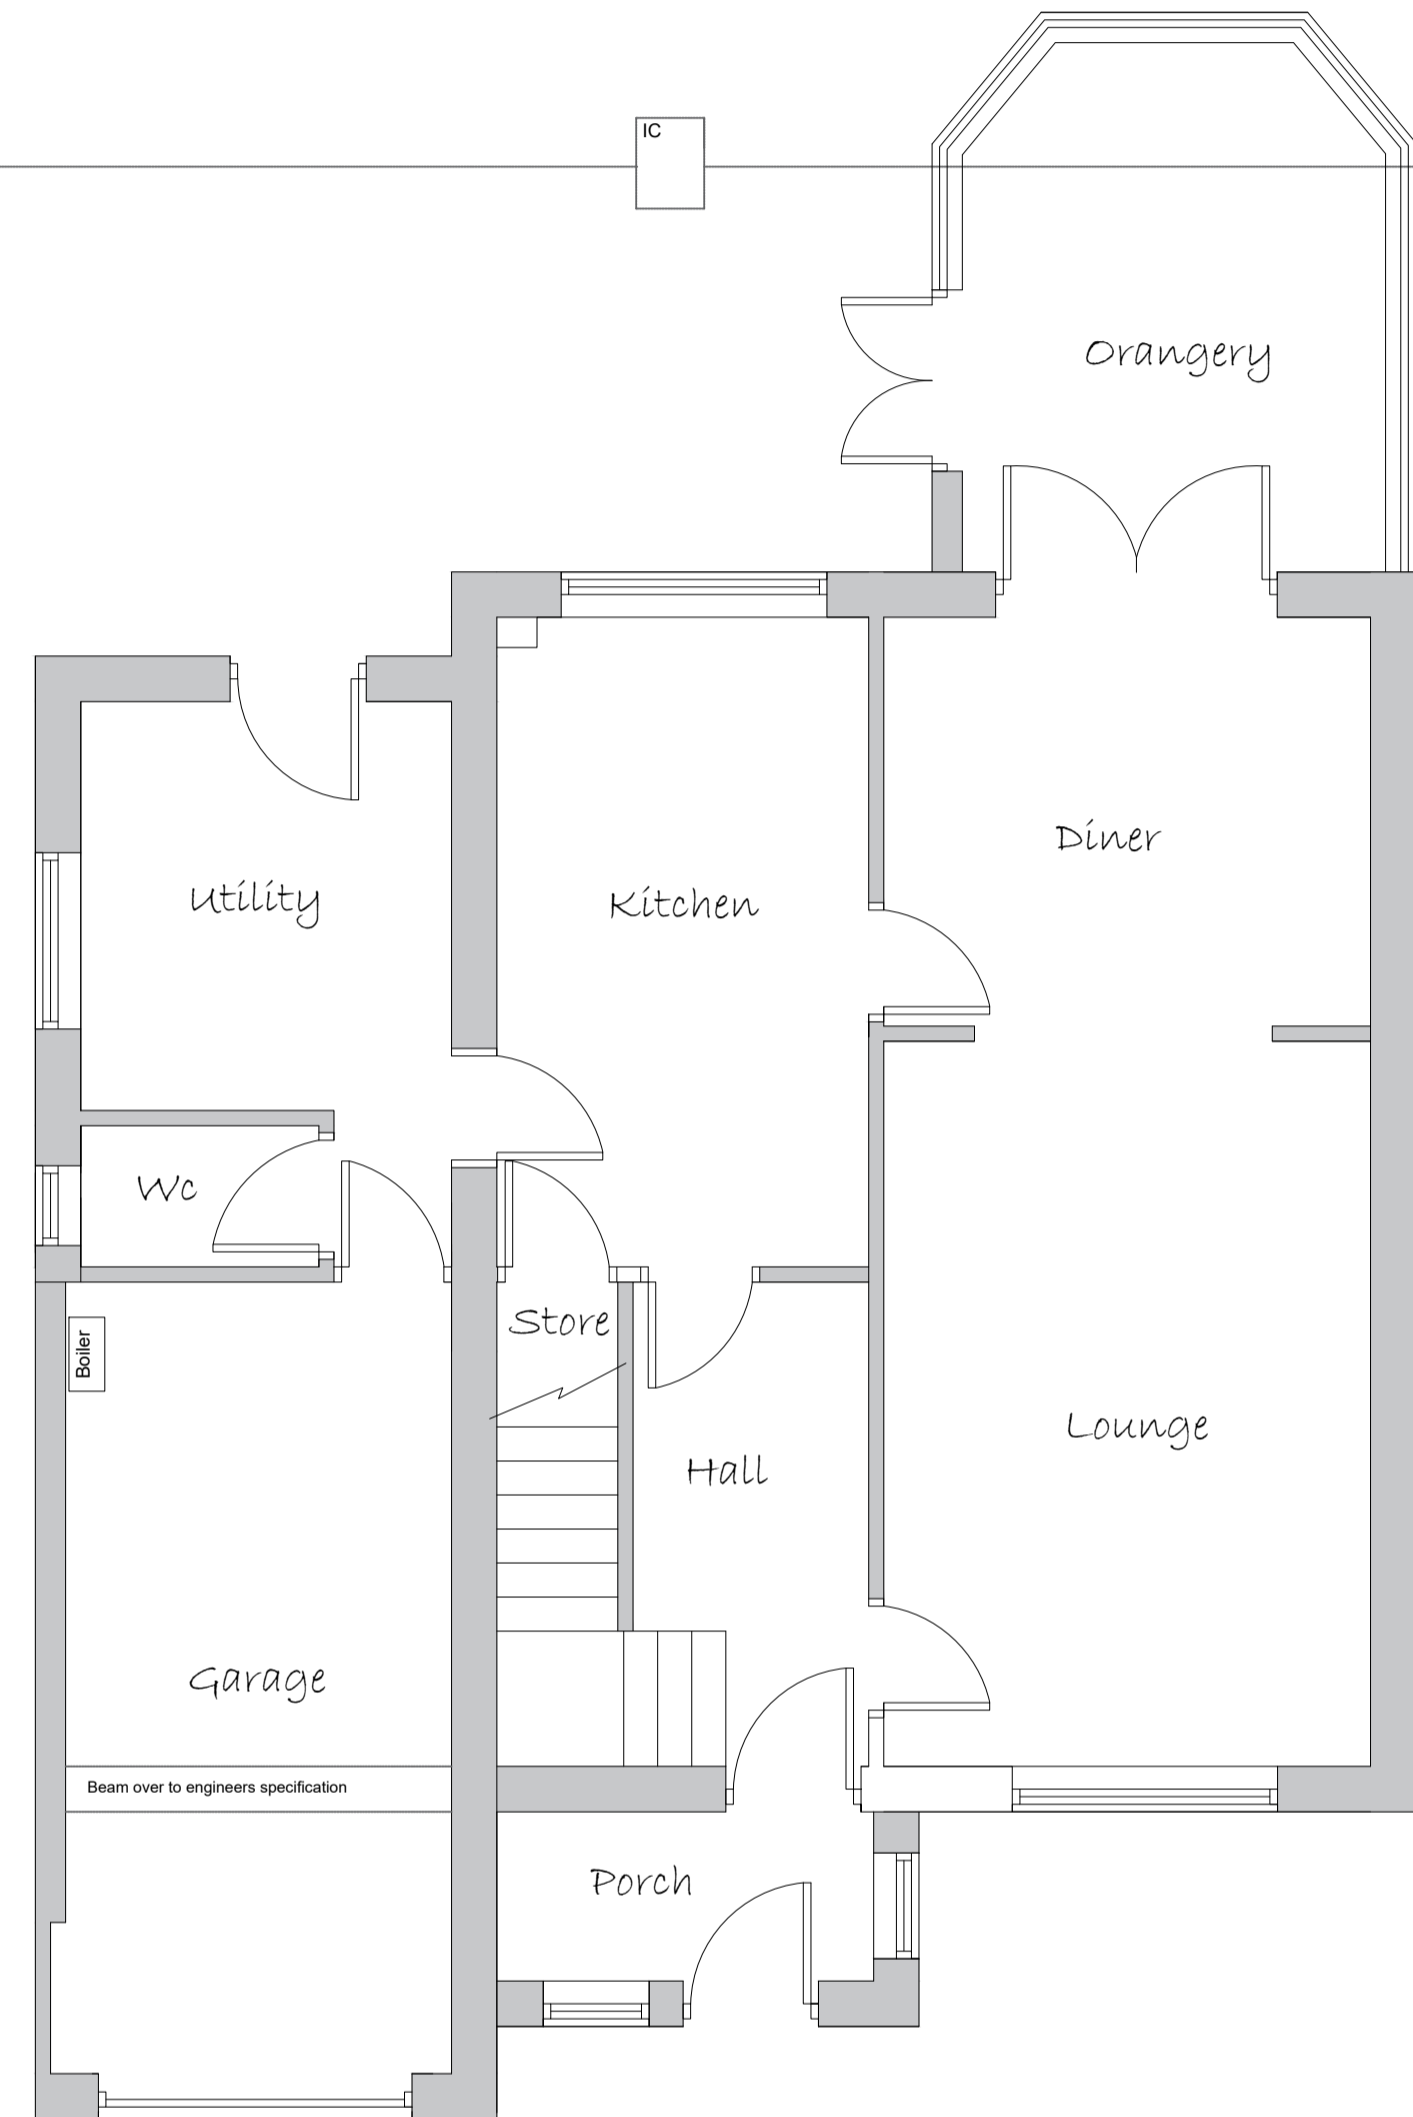 IC
Orangery
Diner
Utility
Kitchen
Wc
Store
Boiler
Lounge
Hall
Garage
Beam over to engineers specification
Porch